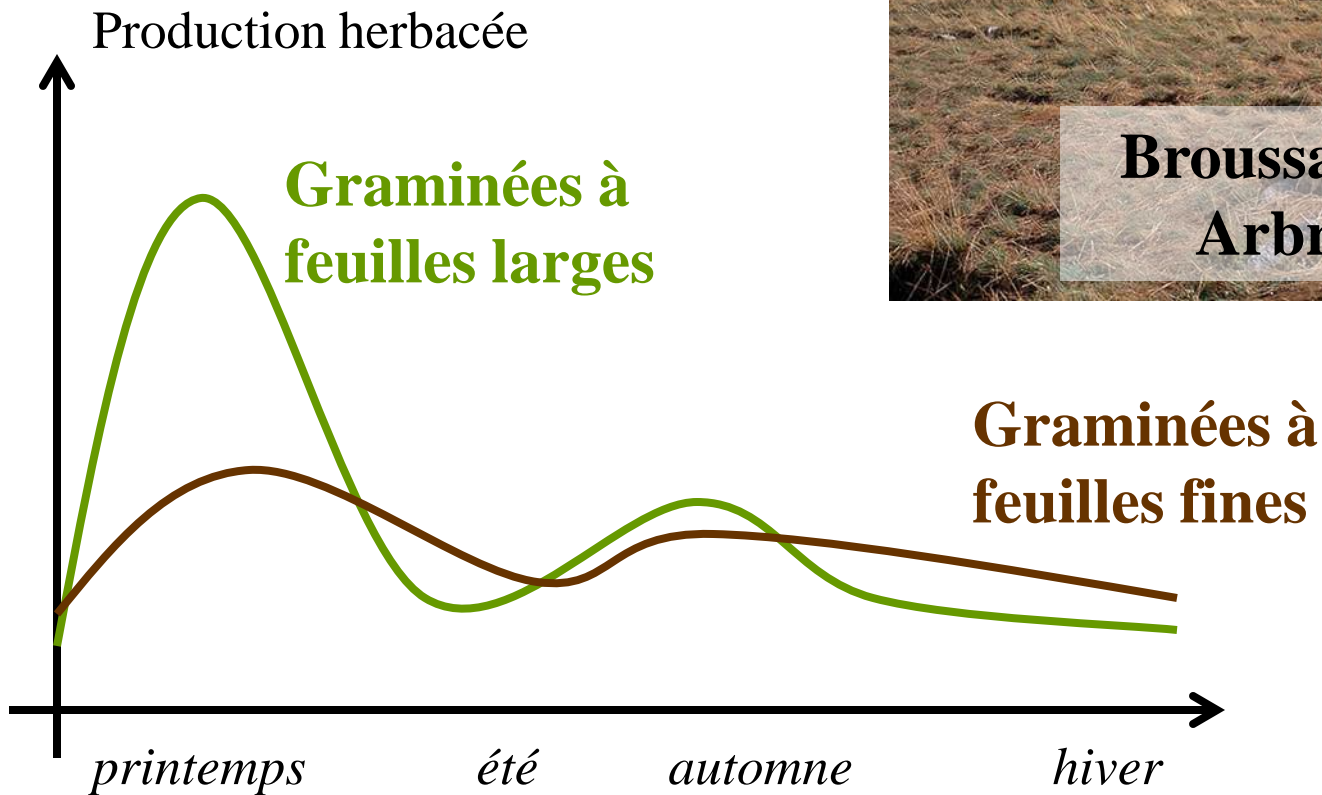 Production herbacée
Graminées à
feuilles larges
Graminées à
feuilles fines
printemps été automne hiver